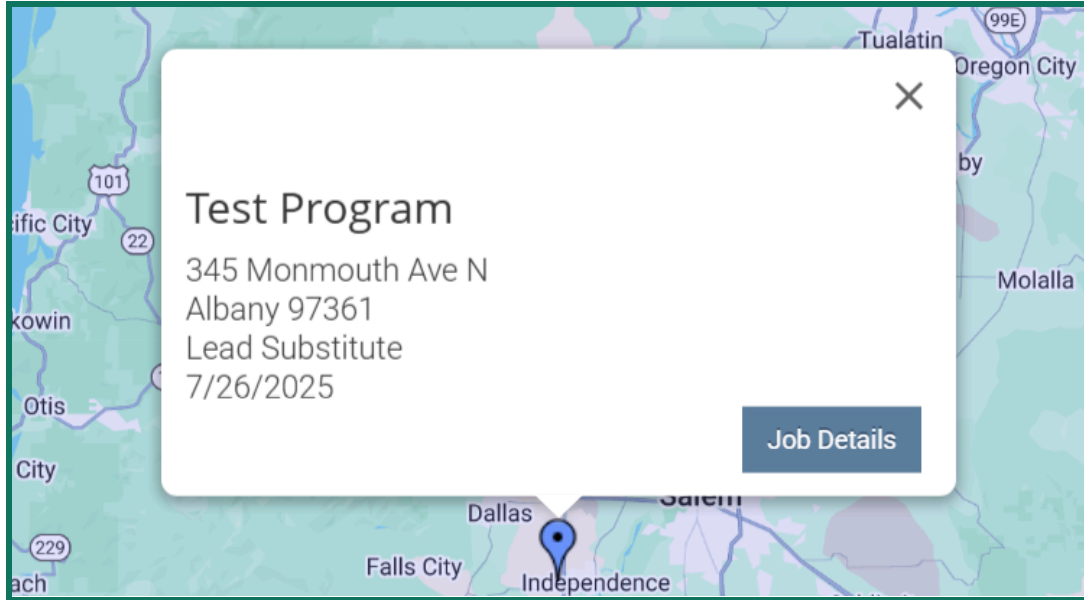 99E
Tualatin
Oregon City
101
ific City
22
by
Molalla
kowin
Otis
City
229
ach
Test Program
345 Monmouth Ave N
Albany 97361
Lead Substitute
7/26/2025
Job Details
Salem
Dallas
Falls City
Independence